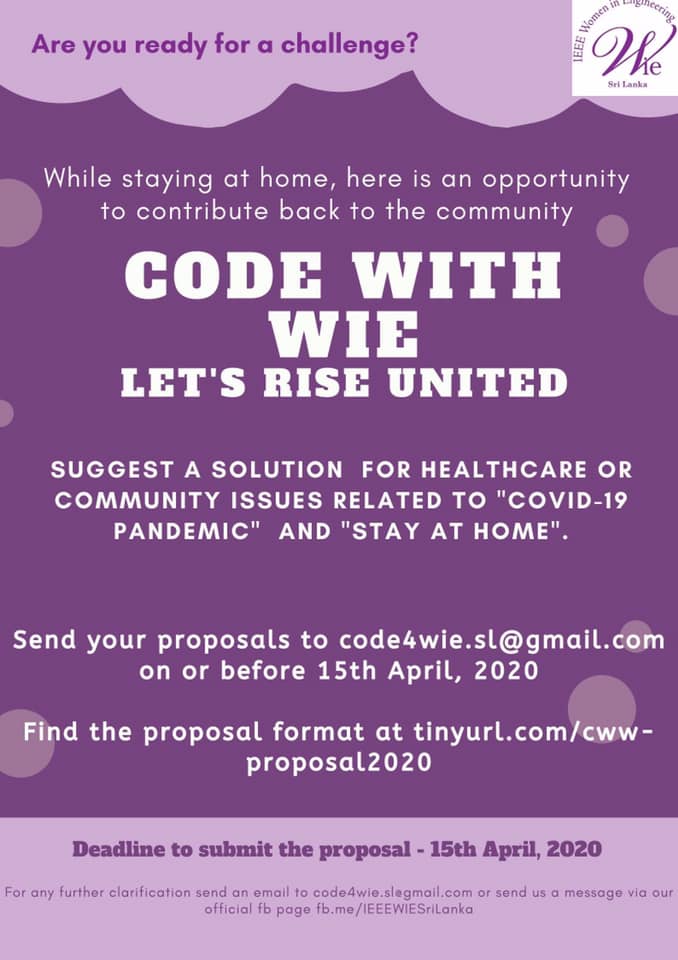 Are you ready for a challenge?
IEEE Women in Engineering
Wie
Sri Lanka
While staying at home, here is an opportunity
to contribute back to the community
CODE WITH
WIE
LET'S RISE UNITED
SUGGEST A SOLUTION FOR HEALTHCARE OR
COMMUNITY ISSUES RELATED TO "COVID-19
PANDEMIC" AND "STAY AT HOME".
Send your proposals to code4wie.sl@gmail.com
on or before 15th April, 2020
Find the proposal format at tinyurl.com/cww-
proposal2020
Deadline to submit the proposal - 15th April, 2020
For any further clarification send an email to code4wie.sl@gmail.com or send us a message via our
official fb page fb.me/IEEEWIESriLanka